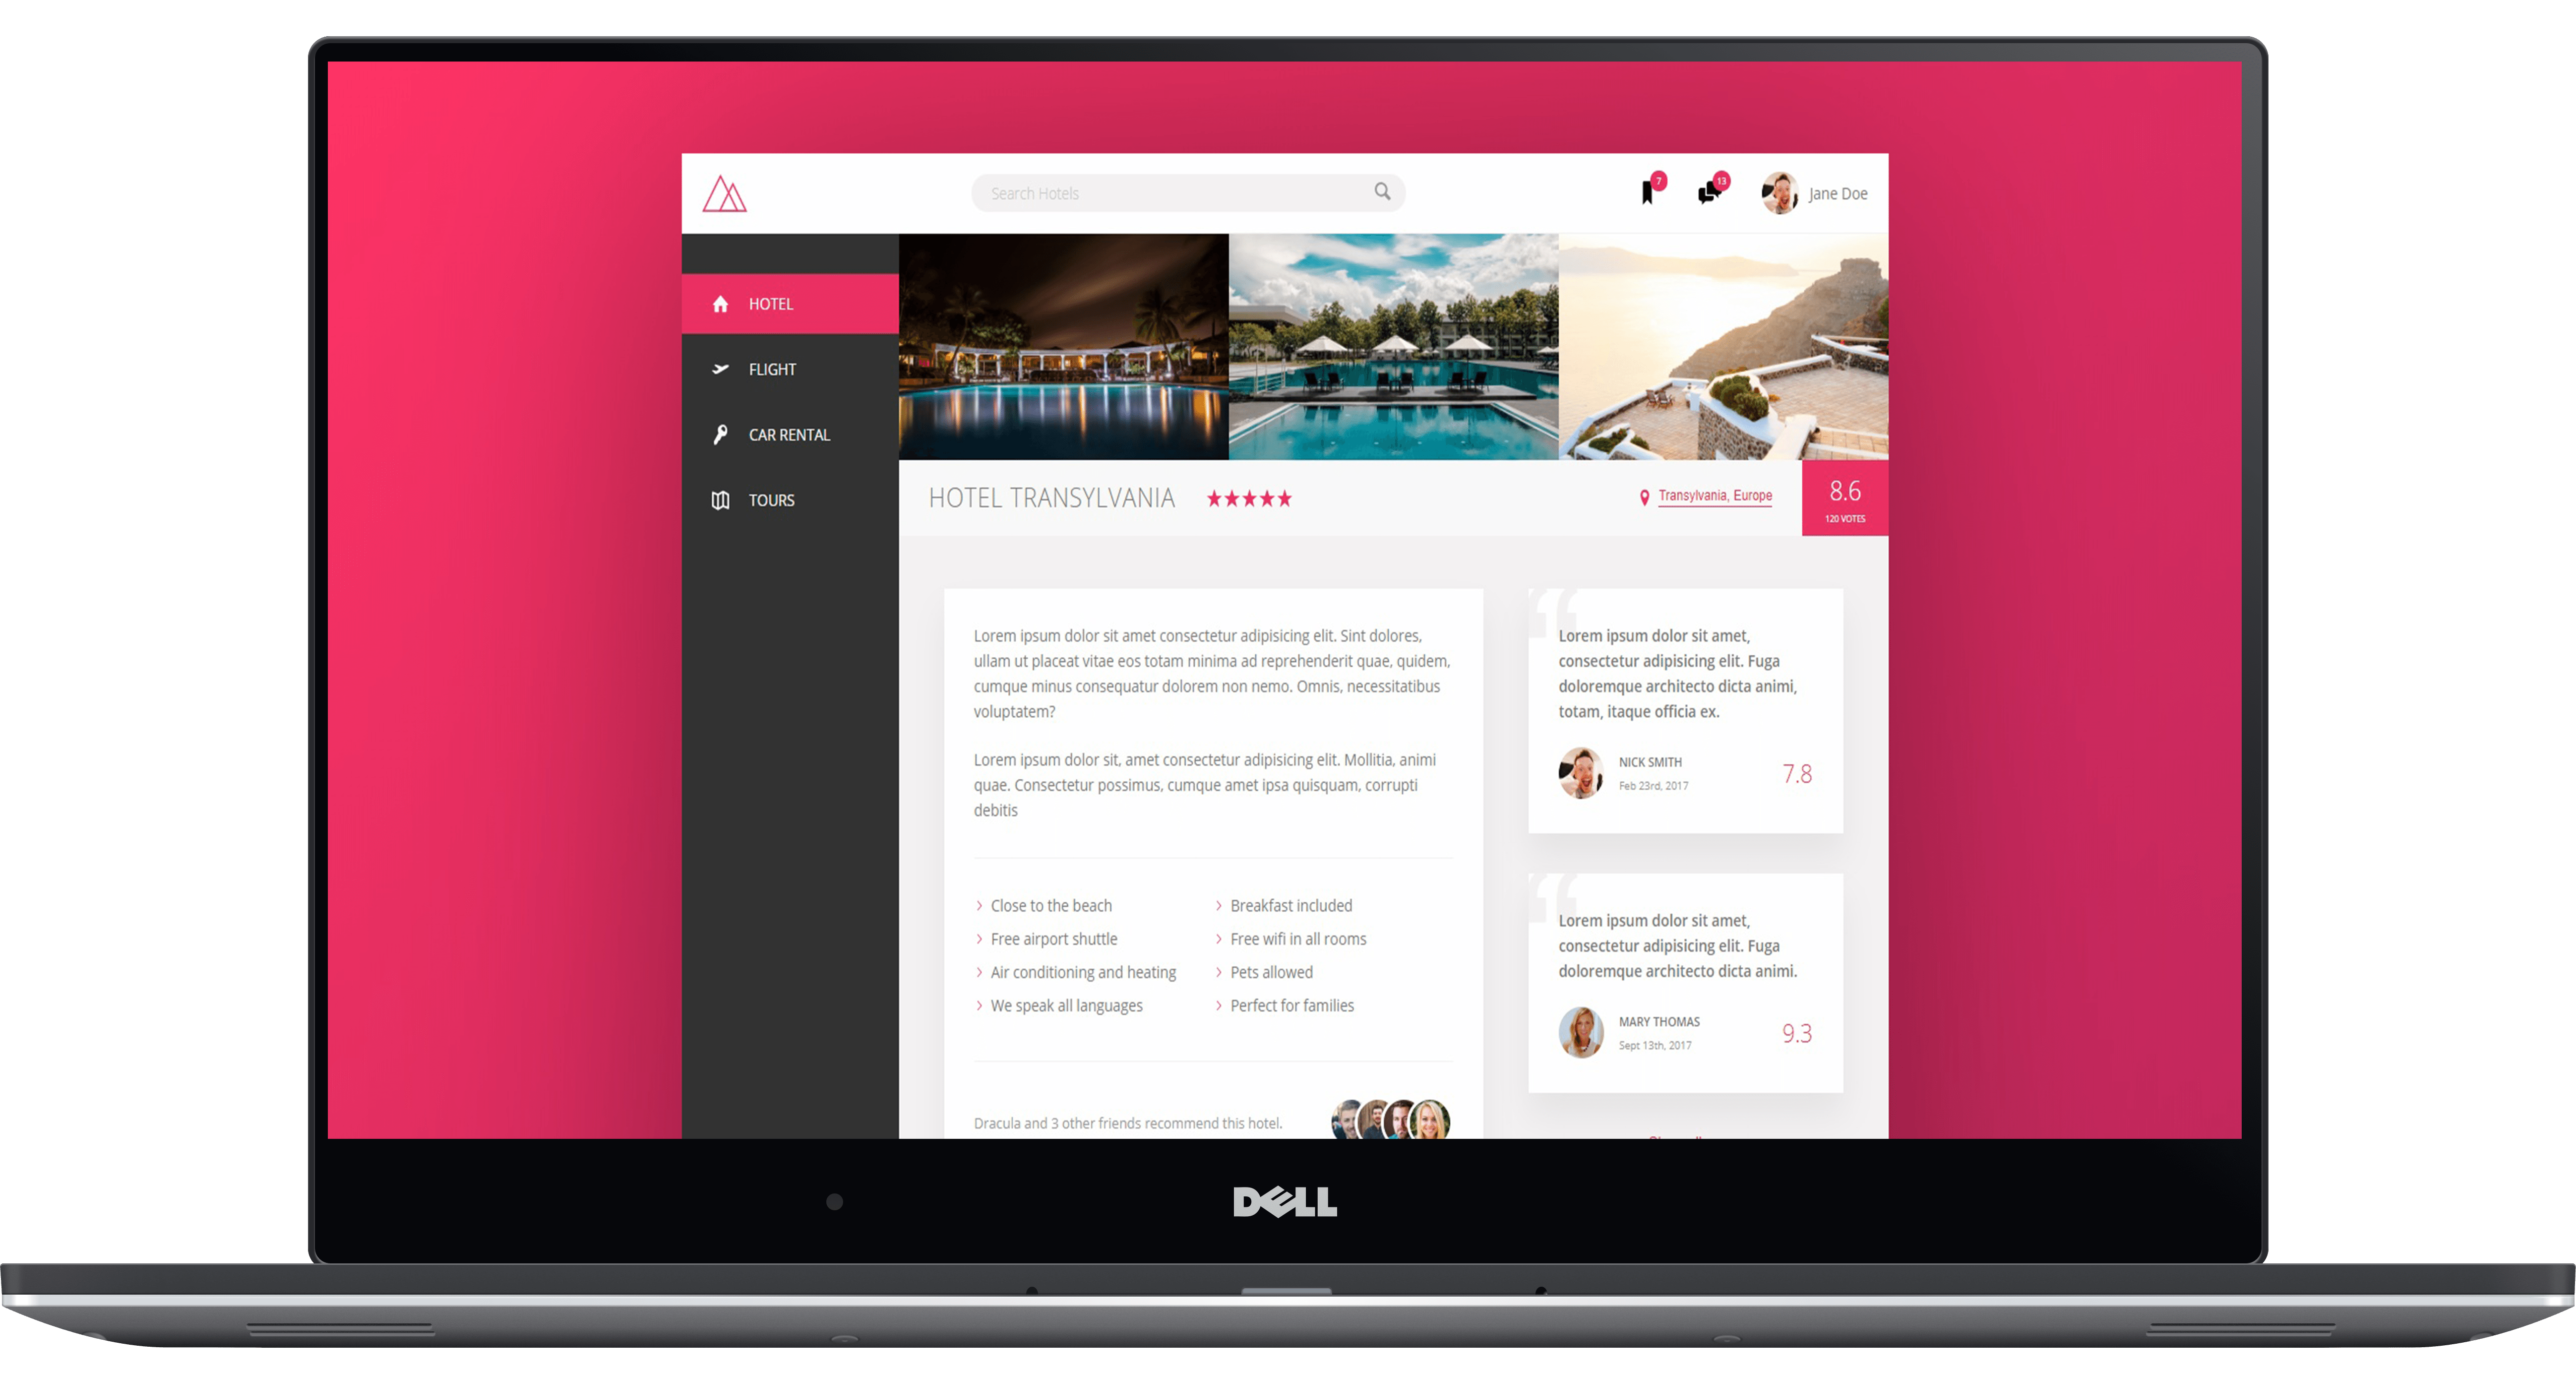 Search Hotels
7
13
Jane Doe
HOTEL
FLIGHT
CAR RENTAL
TOURS
HOTEL TRANSYLVANIA
Transylvania, Europe
8.6
120 VOTES
Lorem ipsum dolor sit amet consectetur adipisicing elit. Sint dolores,
ullam ut placeat vitae eos totam minima ad reprehenderit quae, quidem,
cumque minus consequatur dolorem non nemo. Omnis, necessitatibus
voluptatem?
Lorem ipsum dolor sit, amet consectetur adipisicing elit. Mollitia, animi
quae. Consectetur possimus, cumque amet ipsa quisquam, corrupti
debitis
Close to the beach
Breakfast included
Free airport shuttle
Free wifi in all rooms
Air conditioning and heating
Pets allowed
We speak all languages
Perfect for families
Dracula and 3 other friends recommend this hotel.
Lorem ipsum dolor sit amet,
consectetur adipisicing elit. Fuga
doloremque architecto dicta animi,
totam, itaque officia ex.
NICK SMITH
Feb 23rd, 2017
7.8
Lorem ipsum dolor sit amet,
consectetur adipisicing elit. Fuga
doloremque architecto dicta animi.
MARY THOMAS
Sept 13th, 2017
9.3
DELL